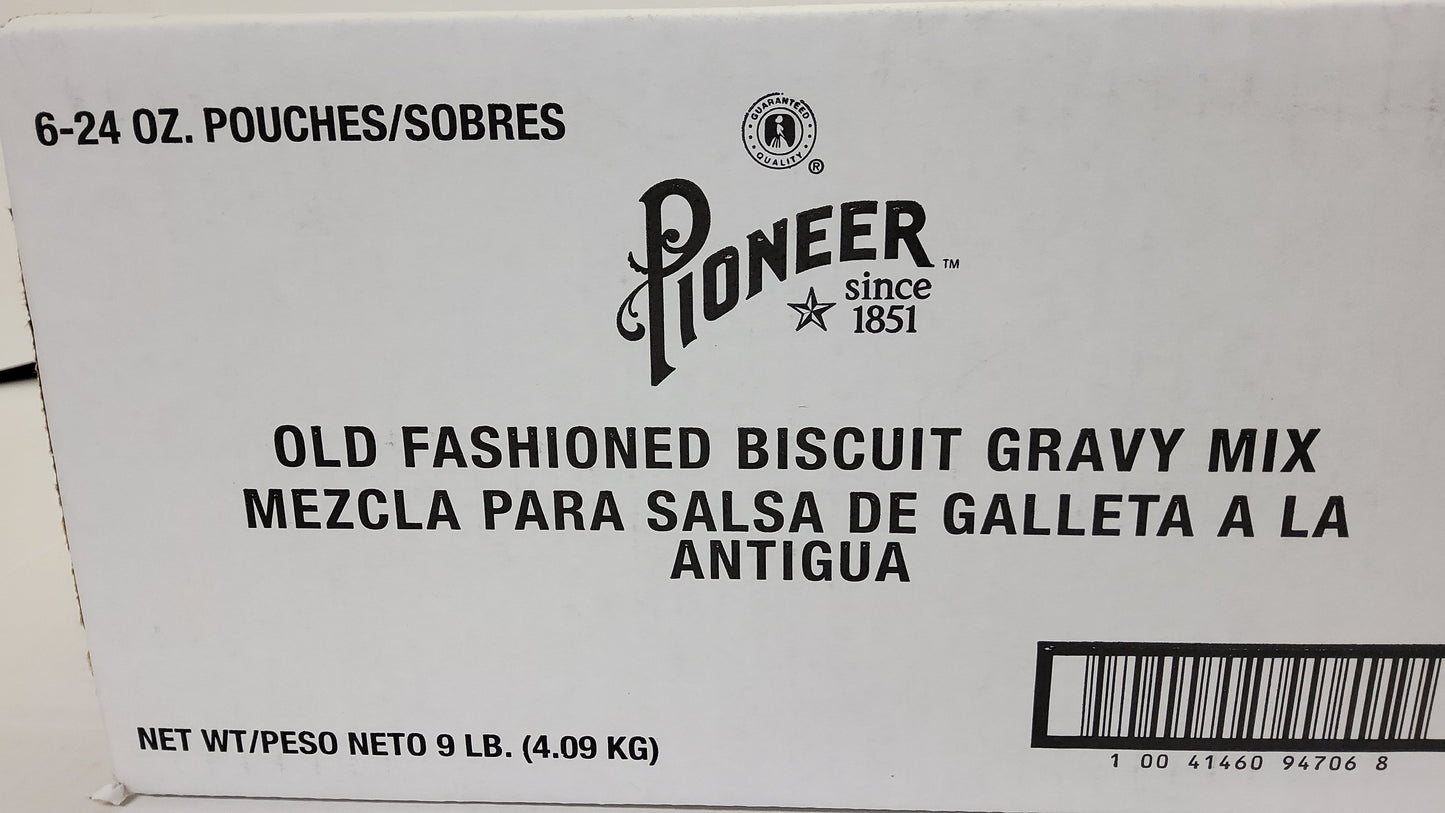 6-24 OZ. POUCHES/SOBRES
GUARANTEED
QUALITY
®
PIONEER ™
since
1851
OLD FASHIONED BISCUIT GRAVY MIX
MEZCLA PARA SALSA DE GALLETA A LA
ANTIGUA
NET WT/PESO NETO 9 LB. (4.09 KG)
1 00 41460 94706 8